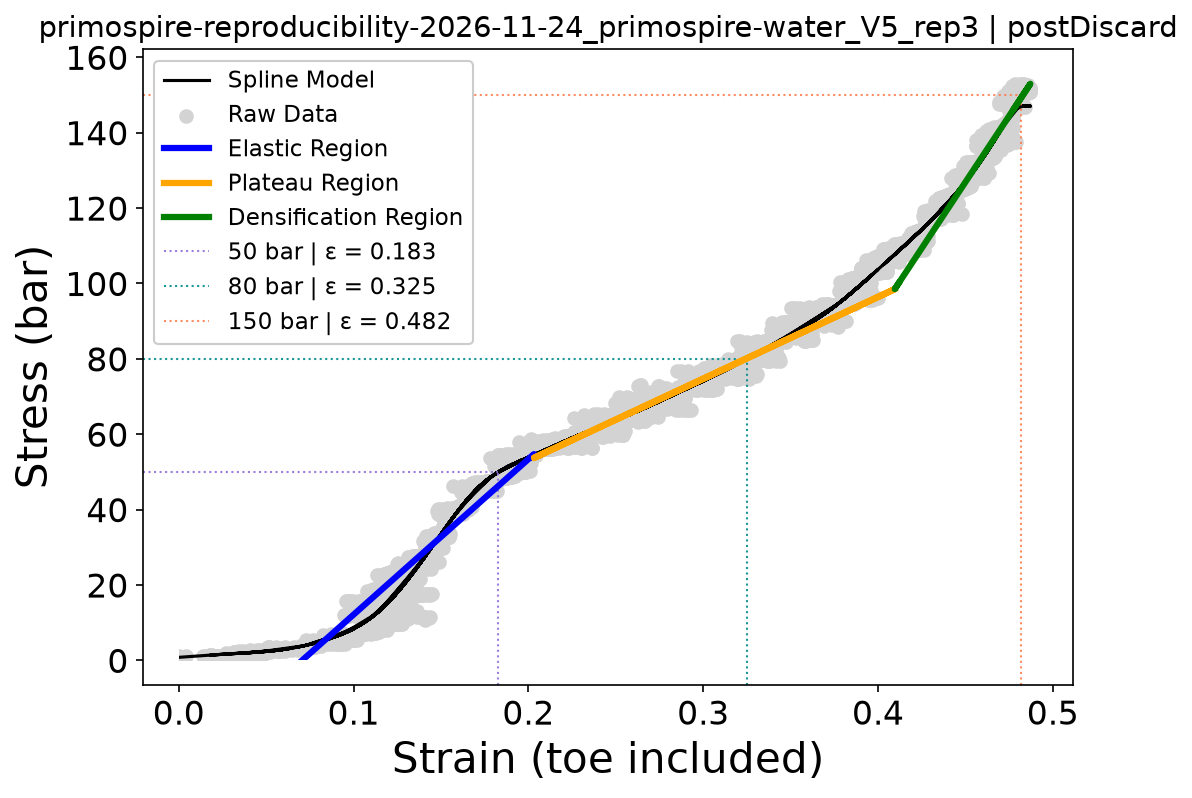 primospire-reproducibility-2026-11-24_primospire-water_V5_rep3 | postDiscard
160
140
120
100
80
60
40
20
0
Stress (bar)
Spline Model
Raw Data
Elastic Region
Plateau Region
Densification Region
50 bar | ε = 0.183
80 bar | ε = 0.325
150 bar | ε = 0.482
0.0 0.1 0.2 0.3 0.4 0.5
Strain (toe included)